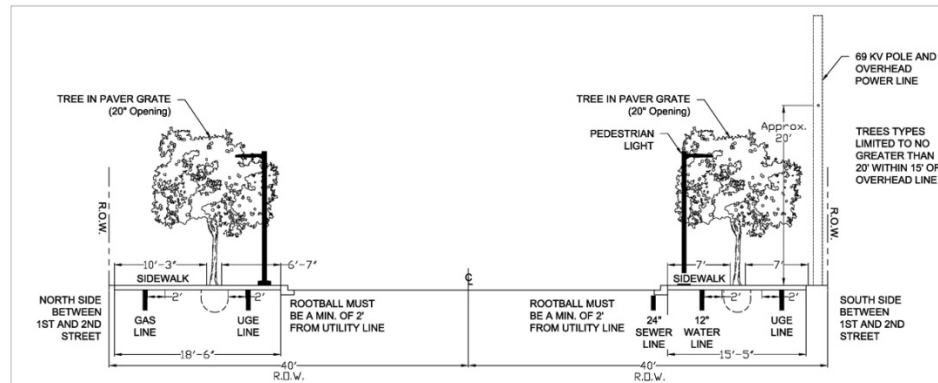 69 KV POLE AND
OVERHEAD
POWER LINE
TREE IN PAVER GRATE
(20" Opening)
TREE IN PAVER GRATE
(20" Opening)
Approx.
20'
PEDESTRIAN
LIGHT
TREES TYPES
LIMITED TO NO
GREATER THAN
20' WITHIN 15' OF
OVERHEAD LINE
R.O.W.
R.O.W.
10'-3"
6'-7"
7'
7'
SIDEWALK
SIDEWALK
℄
NORTH SIDE
BETWEEN
1ST AND 2ND
STREET
2'
2'
GAS
LINE
UGE
LINE
ROOTBALL MUST
BE A MIN. OF 2'
FROM UTILITY LINE
ROOTBALL MUST
BE A MIN. OF 2'
FROM UTILITY LINE
24"
SEWER
LINE
12"
WATER
LINE
2'
2'
UGE
LINE
SOUTH SIDE
BETWEEN
1ST AND 2ND
STREET
18'-6"
15'-5"
40'
R.O.W.
40'
R.O.W.